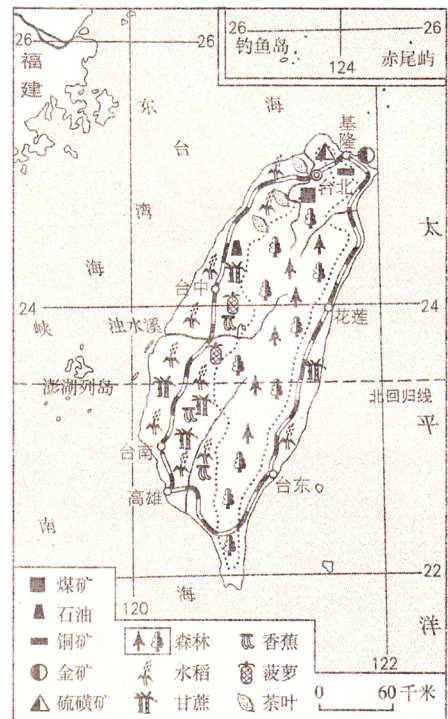 26
26
钓鱼岛
赤尾屿
124
福建
东
海
台
湾
海
峡
基隆
台北
太
平
洋
台中
24
24
花莲
浊水溪
澎湖列岛
北回归线
台南
台东
高雄
南
海
22
120
122
煤矿
石油
铜矿
金矿
硫磺矿
森林
水稻
甘蔗
香蕉
菠萝
茶叶
0 60千米